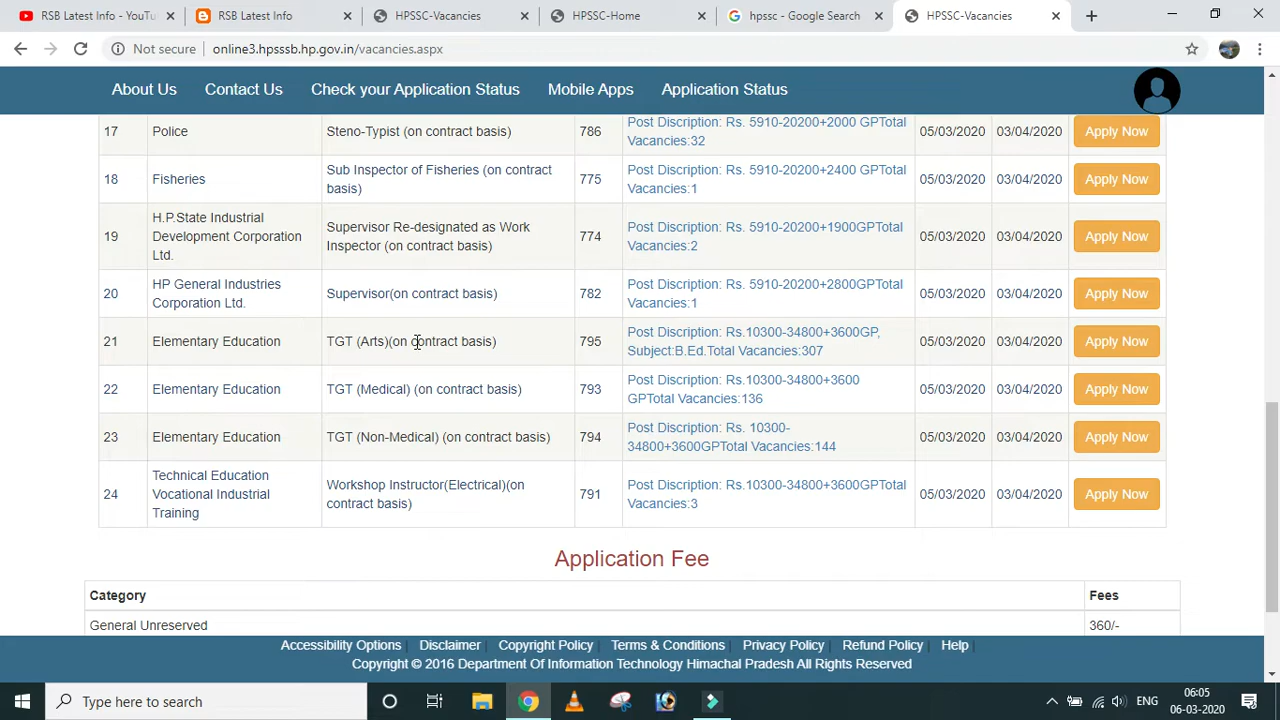 RSB Latest Info - YouTu
RSB Latest Info
HPSSC-Vacancies
HPSSC-Home
hpssc - Google Search
HPSSC-Vacancies
Not secure
online3.hpsssb.hp.gov.in/vacancies.aspx
About Us
Contact Us
Check your Application Status
Mobile Apps
Application Status
17 Police Steno-Typist (on contract basis) 786 Post Discription: Rs. 5910-20200+2000 GPTotal 05/03/2020 03/04/2020 Apply Now
Vacancies:32
18 Fisheries Sub Inspector of Fisheries (on contract 775 Post Discription: Rs. 5910-20200+2400 GPTotal 05/03/2020 03/04/2020 Apply Now
basis) Vacancies:1
H.P.State Industrial
19 Development Corporation Supervisor Re-designated as Work 774 Post Discription: Rs. 5910-20200+1900GPTotal 05/03/2020 03/04/2020 Apply Now
Ltd. Inspector (on contract basis) Vacancies:2
20 HP General Industries Supervisor(on contract basis) 782 Post Discription: Rs. 5910-20200+2800GPTotal 05/03/2020 03/04/2020 Apply Now
Corporation Ltd. Vacancies:1
21 Elementary Education TGT (Arts)(on contract basis) 795 Post Discription: Rs.10300-34800+3600GP, 05/03/2020 03/04/2020 Apply Now
Subject:B.Ed.Total Vacancies:307
22 Elementary Education TGT (Medical) (on contract basis) 793 Post Discription: Rs.10300-34800+3600 05/03/2020 03/04/2020 Apply Now
GPTotal Vacancies:136
23 Elementary Education TGT (Non-Medical) (on contract basis) 794 Post Discription: Rs. 10300- 05/03/2020 03/04/2020 Apply Now
34800+3600GPTotal Vacancies:144
Technical Education
24 Vocational Industrial Workshop Instructor(Electrical)(on 791 Post Discription: Rs.10300-34800+3600GPTotal 05/03/2020 03/04/2020 Apply Now
Training contract basis) Vacancies:3
Application Fee
Category Fees
General Unreserved 360/-
Accessibility Options | Disclaimer | Copyright Policy | Terms & Conditions | Privacy Policy | Refund Policy | Help |
Copyright © 2016 Department Of Information Technology Himachal Pradesh All Rights Reserved
Type here to search
ENG
06:05
06-03-2020